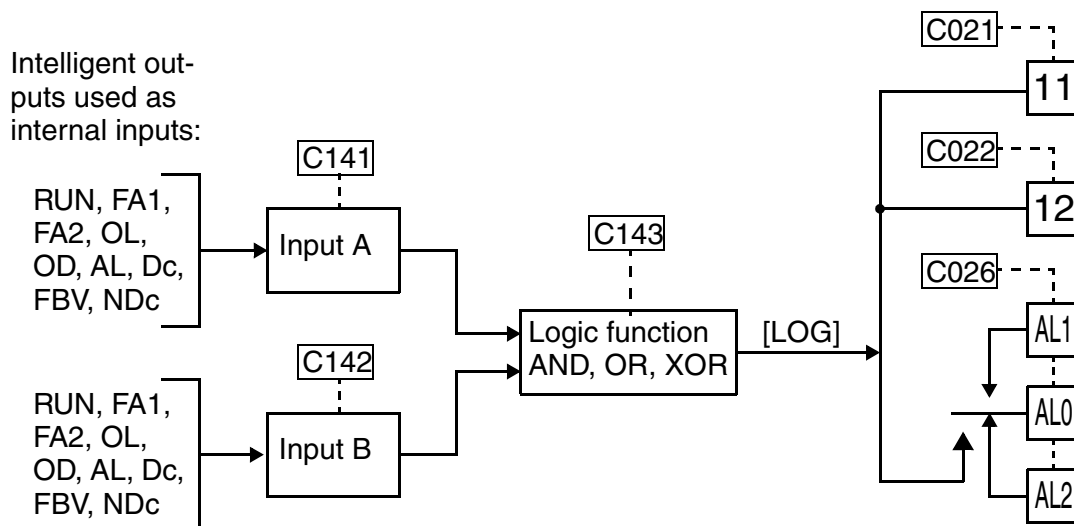 Intelligent out-
puts used as
internal inputs:
RUN, FA1,
FA2, OL,
OD, AL, Dc,
FBV, NDc
C141
Input A
RUN, FA1,
FA2, OL,
OD, AL, Dc,
FBV, NDc
C142
Input B
C143
Logic function
AND, OR, XOR
[LOG]
C021
11
C022
12
C026
AL1
AL0
AL2